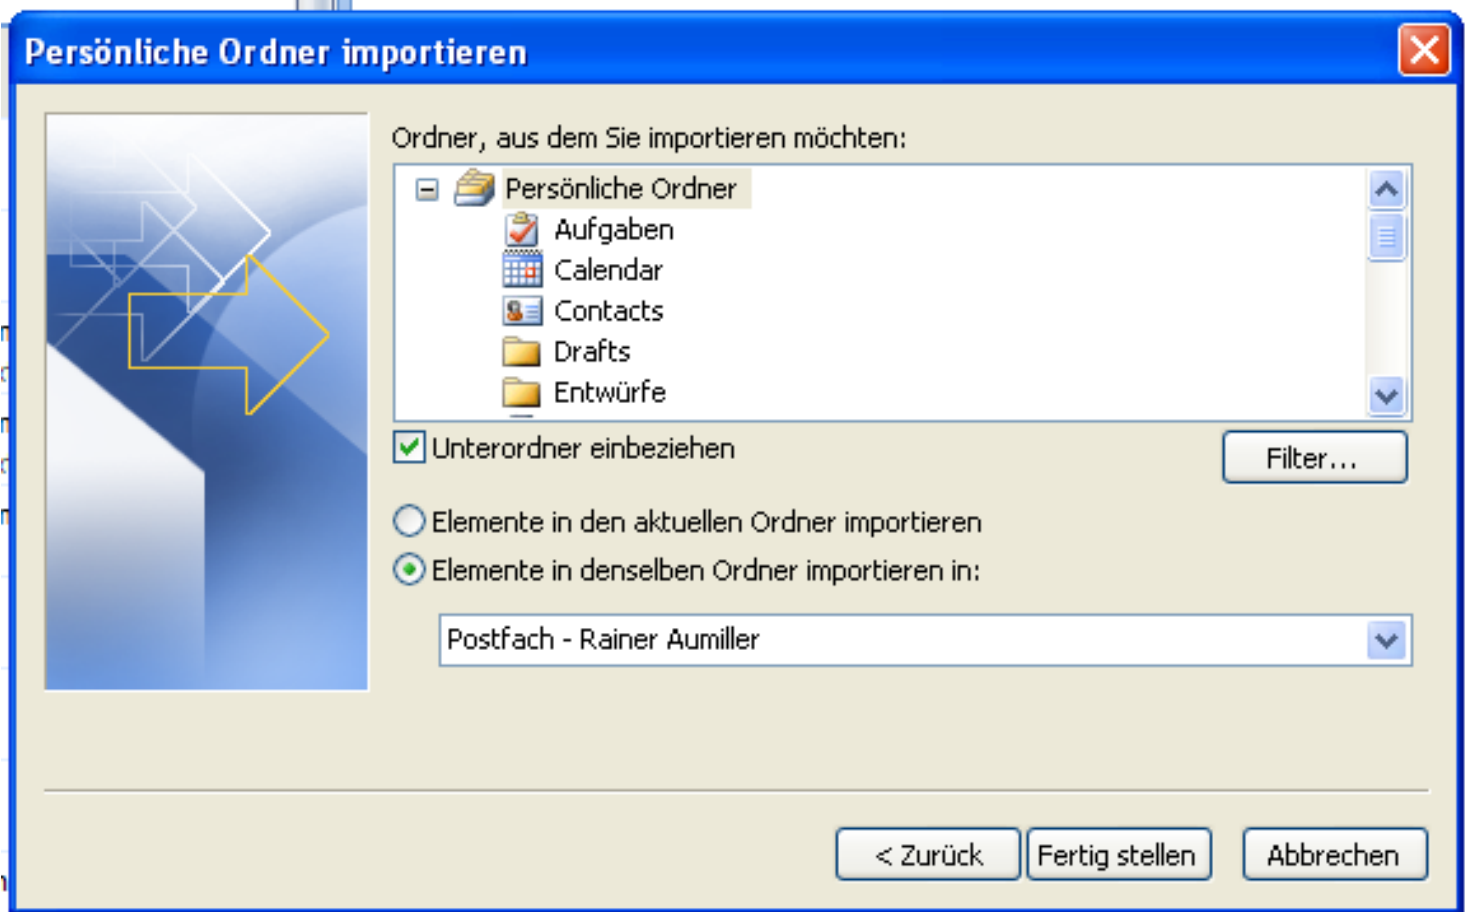 Persönliche Ordner importieren
Ordner, aus dem Sie importieren möchten:
Persönliche Ordner
Aufgaben
Calendar
Contacts
Drafts
Entwürfe
Unterordner einbeziehen
Filter...
Elemente in den aktuellen Ordner importieren
Elemente in denselben Ordner importieren in:
Postfach - Rainer Aumiller
< Zurück
Fertig stellen
Abbrechen